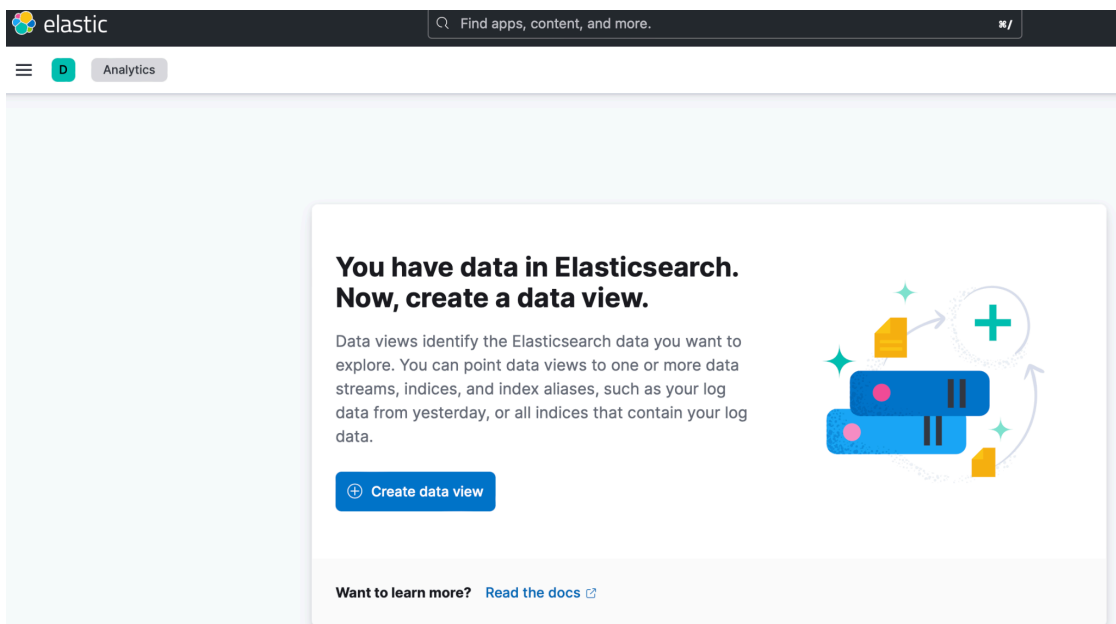 elastic
Find apps, content, and more.
⌘/
D
Analytics
You have data in Elasticsearch.
Now, create a data view.
Data views identify the Elasticsearch data you want to
explore. You can point data views to one or more data
streams, indices, and index aliases, such as your log
data from yesterday, or all indices that contain your log
data.
Create data view
Want to learn more? Read the docs